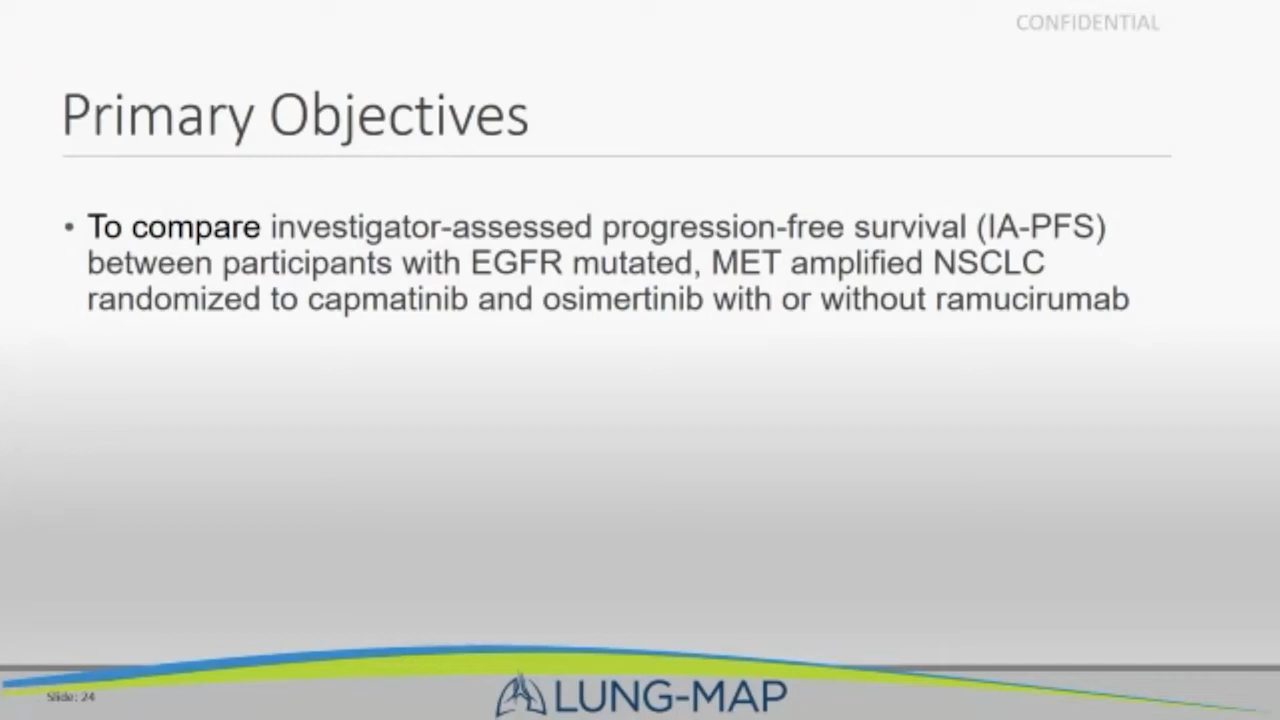 CONFIDENTIAL
Primary Objectives
• To compare investigator-assessed progression-free survival (IA-PFS)
between participants with EGFR mutated, MET amplified NSCLC
randomized to capmatinib and osimertinib with or without ramucirumab
Slide: 24
LUNG-MAP